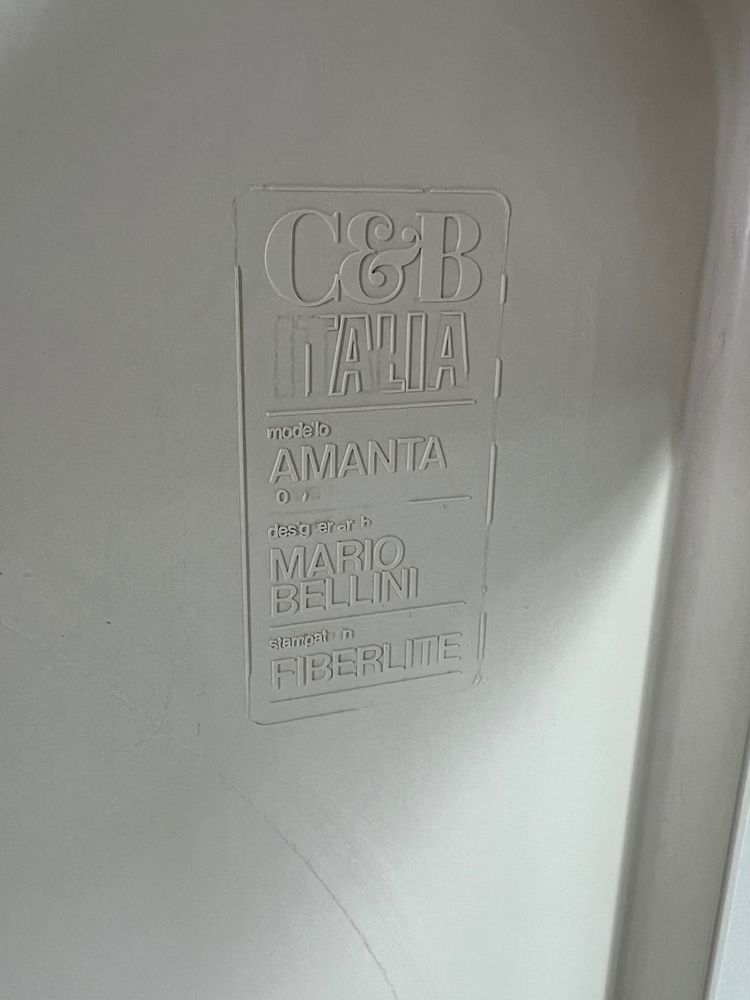 C&B
ITALIA
modello
AMANTA
MARIO
BELLINI
FIBERLITE